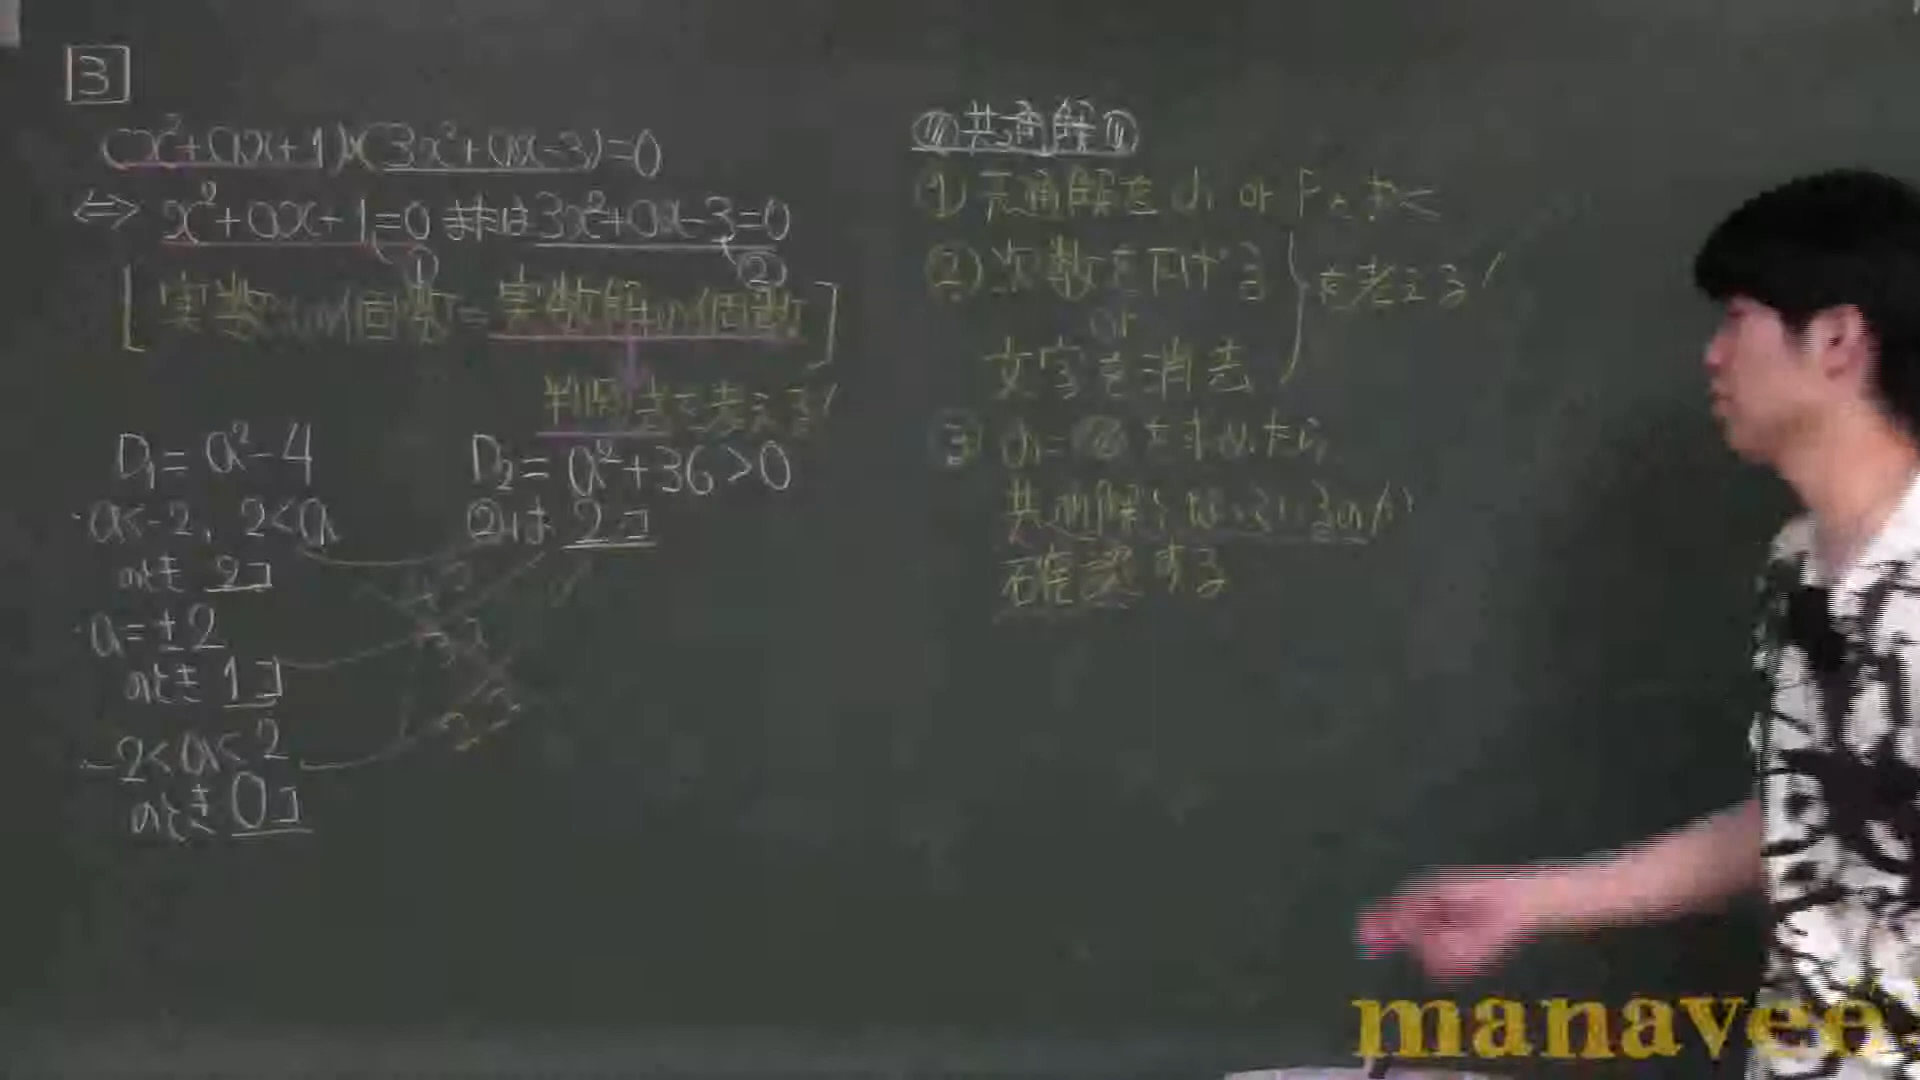 3
(x²+ax+1)(3x²+ax-3)=0
⇔ x²+ax+1=0 または 3x²+ax-3=0
① ②
[実数の個数=実数解の個数]
判別式で考える!
D₁=a²-4
・a<-2, 2<a
のとき 2コ
・a=±2
のとき 1コ
・-2<a<2
のとき 0コ
D₂=a²+36>0
②は 2コ
共通解
① 共通解を α or とおく
② 次数を下げる
or
文字を消去
を考える!
③ を求めたら
共通解になっているのか
確認する
manavee